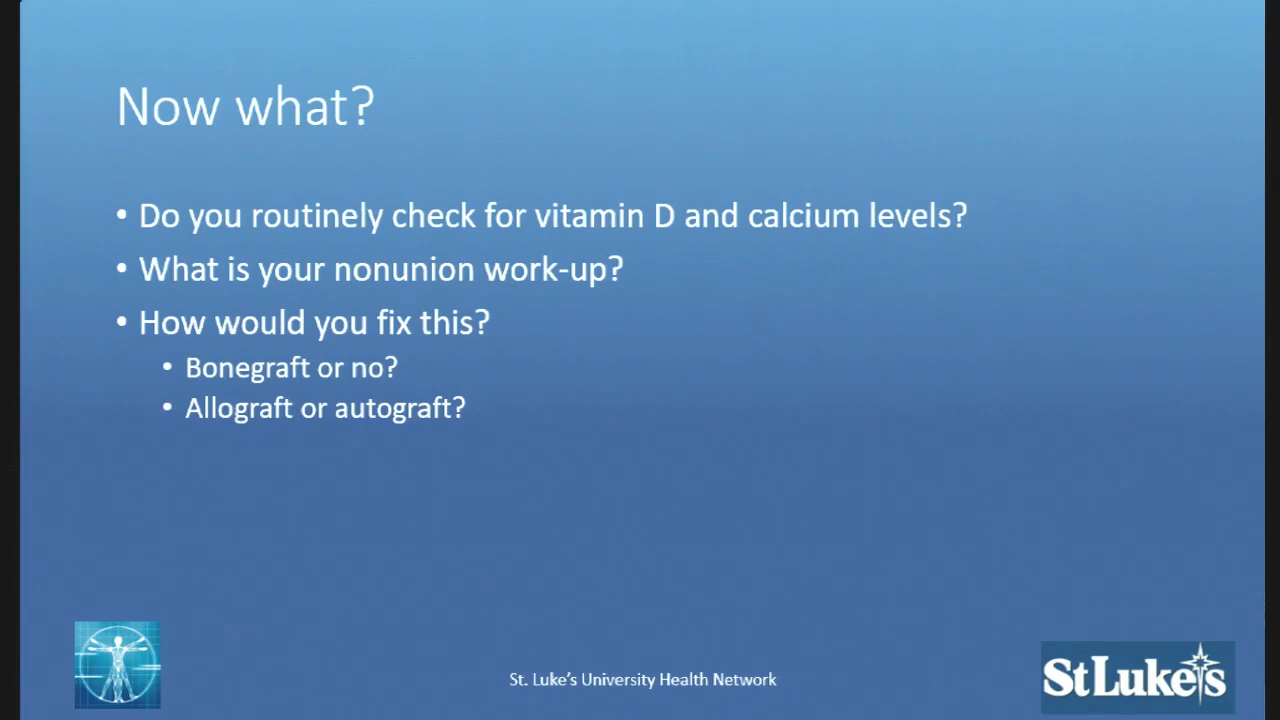 Now what?
• Do you routinely check for vitamin D and calcium levels?
• What is your nonunion work-up?
• How would you fix this?
• Bonegraft or no?
• Allograft or autograft?
St. Luke's University Health Network
StLuke's